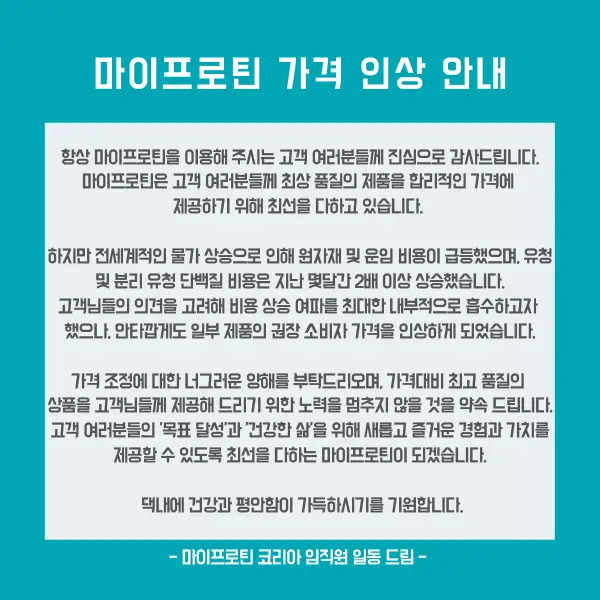 마이프로틴 가격 인상 안내
항상 마이프로틴을 이용해 주시는 고객 여러분들께 진심으로 감사드립니다.
마이프로틴은 고객 여러분들께 최상 품질의 제품을 합리적인 가격에
제공하기 위해 최선을 다하고 있습니다.
하지만 전세계적인 물가 상승으로 인해 원자재 및 운임 비용이 급등했으며, 유청
및 분리 유청 단백질 비용은 지난 몇달간 2배 이상 상승했습니다.
고객님들의 의견을 고려해 비용 상승 여파를 최대한 내부적으로 흡수하고자
했으나, 안타깝게도 일부 제품의 권장 소비자 가격을 인상하게 되었습니다.
가격 조정에 대한 너그러운 양해를 부탁드리오며, 가격대비 최고 품질의
상품을 고객님들께 제공해 드리기 위한 노력을 멈추지 않을 것을 약속 드립니다.
고객 여러분들의 '목표 달성'과 '건강한 삶'을 위해 새롭고 즐거운 경험과 가치를
제공할 수 있도록 최선을 다하는 마이프로틴이 되겠습니다.
댁내에 건강과 평안함이 가득하시기를 기원합니다.
- 마이프로틴 코리아 임직원 일동 드림 -